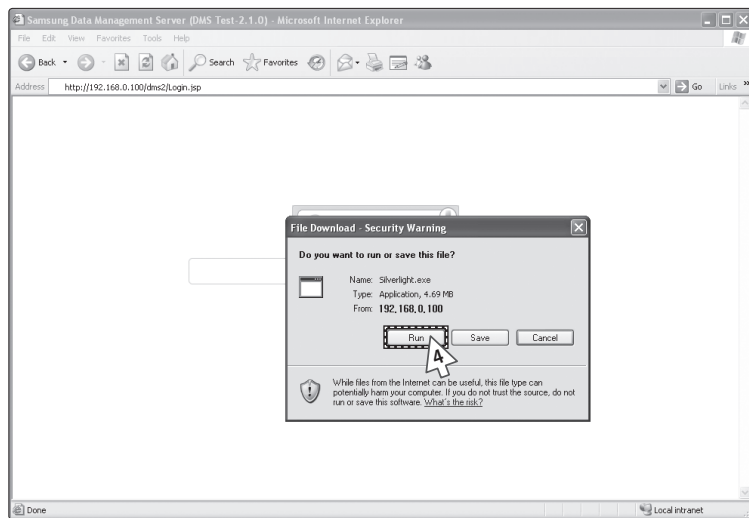 Samsung Data Management Server (DMS Test-2.1.0) - Microsoft Internet Explorer
File Edit View Favorites Tools Help
Back Search Favorites
Address http://192.168.0.100/dms2/Login.jsp Go Links »
File Download - Security Warning
Do you want to run or save this file?
Name: Silverlight.exe
Type: Application, 4.69 MB
From: 192.168.0.100
Run Save Cancel
4
While files from the Internet can be useful, this file type can
potentially harm your computer. If you do not trust the source, do not
run or save this software. What's the risk?
Done Local intranet